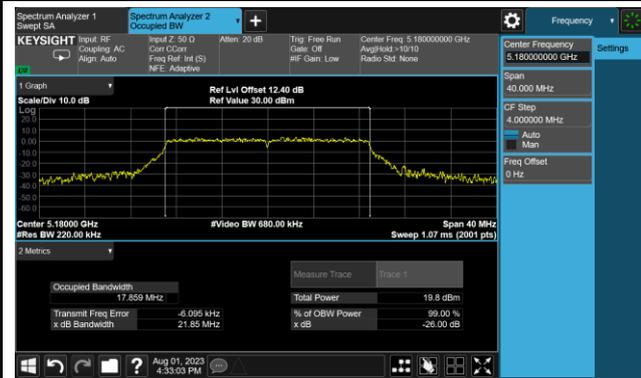 Spectrum Analyzer 1
Swept SA
Spectrum Analyzer 2
Occupied BW
Frequency
KEYSIGHT
Input: RF
Coupling: AC
Align: Auto
Input Z: 50 Ω
Corr CCorr
Freq Ref: Int (S)
NFE: Adaptive
Atten: 20 dB
Trig: Free Run
Gate: Off
#IF Gain: Low
Center Freq: 5.180000000 GHz
Avg|Hold:>10/10
Radio Std: None
Center Frequency
5.180000000 GHz
Settings
Span
40.000 MHz
CF Step
4.000000 MHz
Auto
Man
Freq Offset
0 Hz
1 Graph
Scale/Div 10.0 dB
Ref Lvl Offset 12.40 dB
Ref Value 30.00 dBm
Log
20.0
10.0
0.00
-10.0
-20.0
-30.0
-40.0
-50.0
-60.0
Center 5.18000 GHz
#Video BW 680.00 kHz
Span 40 MHz
#Res BW 220.00 kHz
Sweep 1.07 ms (2001 pts)
2 Metrics
Measure Trace
Trace 1
Occupied Bandwidth
17.859 MHz
Total Power
19.8 dBm
Transmit Freq Error
-6.095 kHz
% of OBW Power
99.00 %
x dB Bandwidth
21.85 MHz
x dB
-26.00 dB
Aug 01, 2023
4:33:03 PM